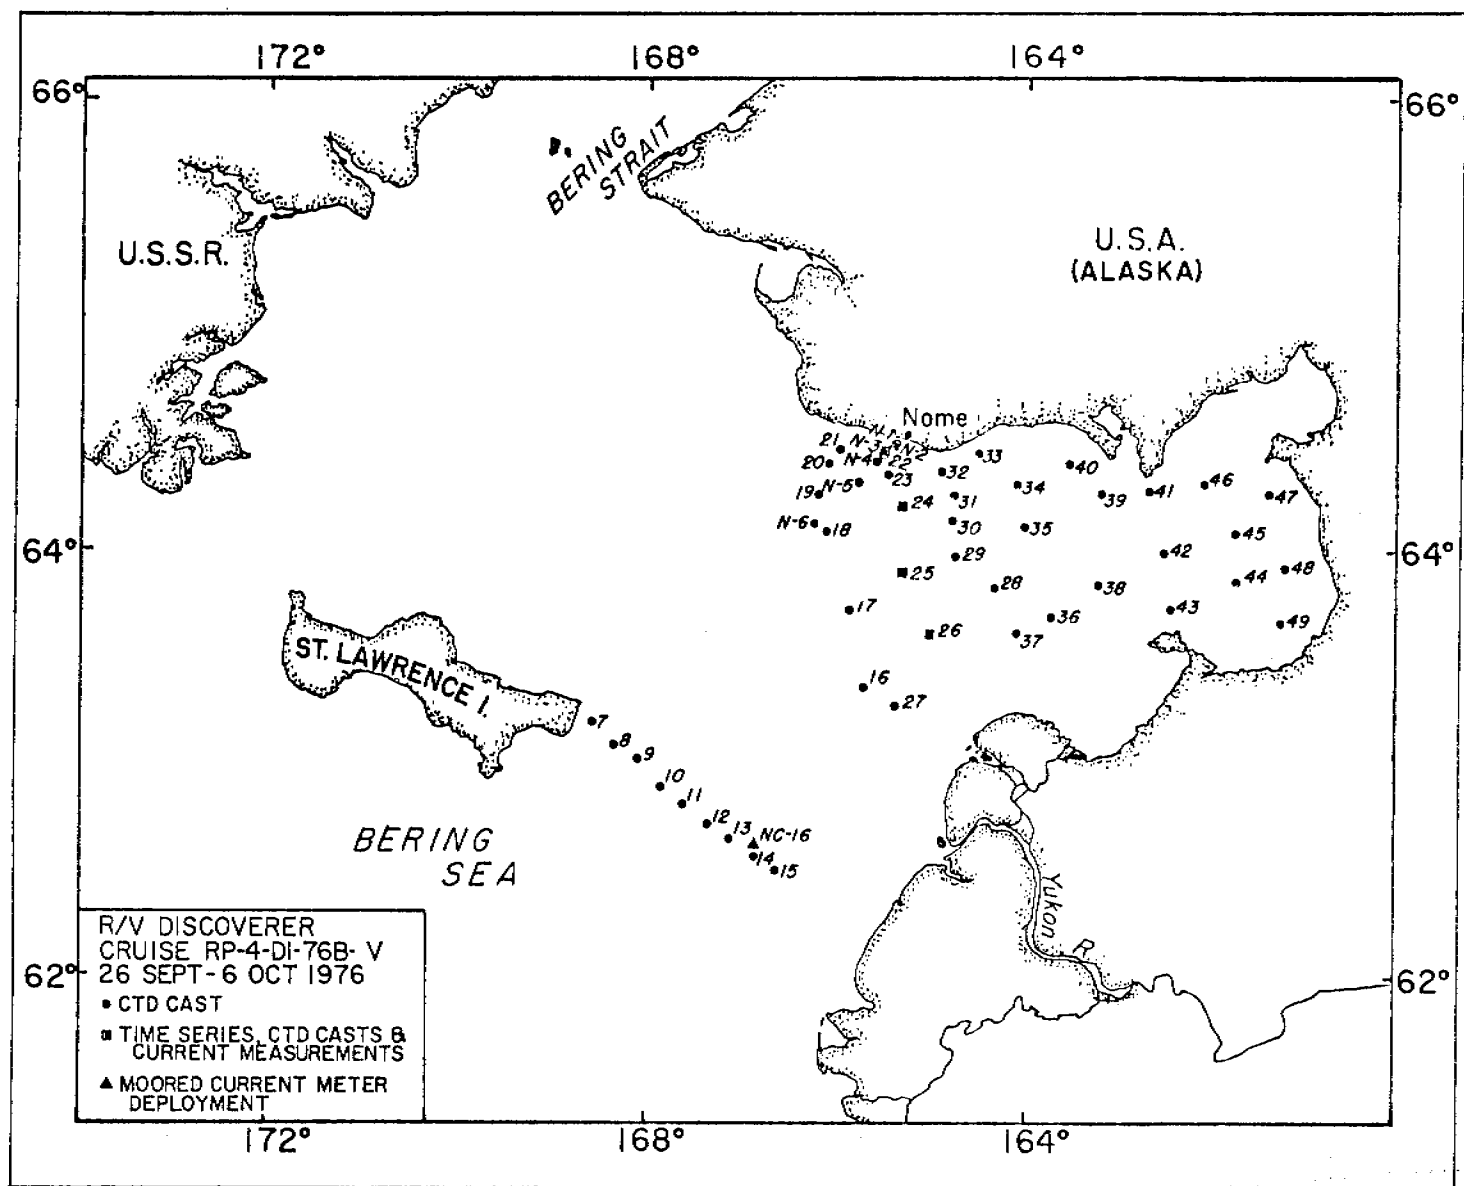 172° 168° 164°
66° 66°
BERING
STRAIT
U.S.S.R.
U.S.A.
(ALASKA)
Nome
N-1
21 N-3 N-2
20 N-4 22 32 33 40
19 N-5 23 34 39 41 46 47
24 31
N-6 18 30 35 45
64° 29 42 64°
25 28 38 44 48
17 36 43 49
26 37
ST. LAWRENCE I.
16
27
7
8
9
10
11
12
13 NC-16
14
15
BERING
SEA
Yukon R
R/V DISCOVERER
CRUISE RP-4-DI-76B-V
26 SEPT-6 OCT 1976
CTD CAST
TIME SERIES, CTD CASTS &
CURRENT MEASUREMENTS
MOORED CURRENT METER
DEPLOYMENT
62° 62°
172° 168° 164°